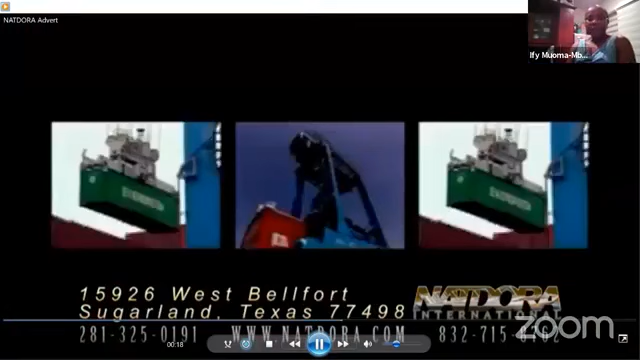 NATDORA Advert
Ify Muoma-Mb...
15926 West Bellfort
Sugarland, Texas 77498
NATDORA
INTERNATIONAL
281-325-0191 WWW.NATDORA.COM 832-715-
zoom
00:18